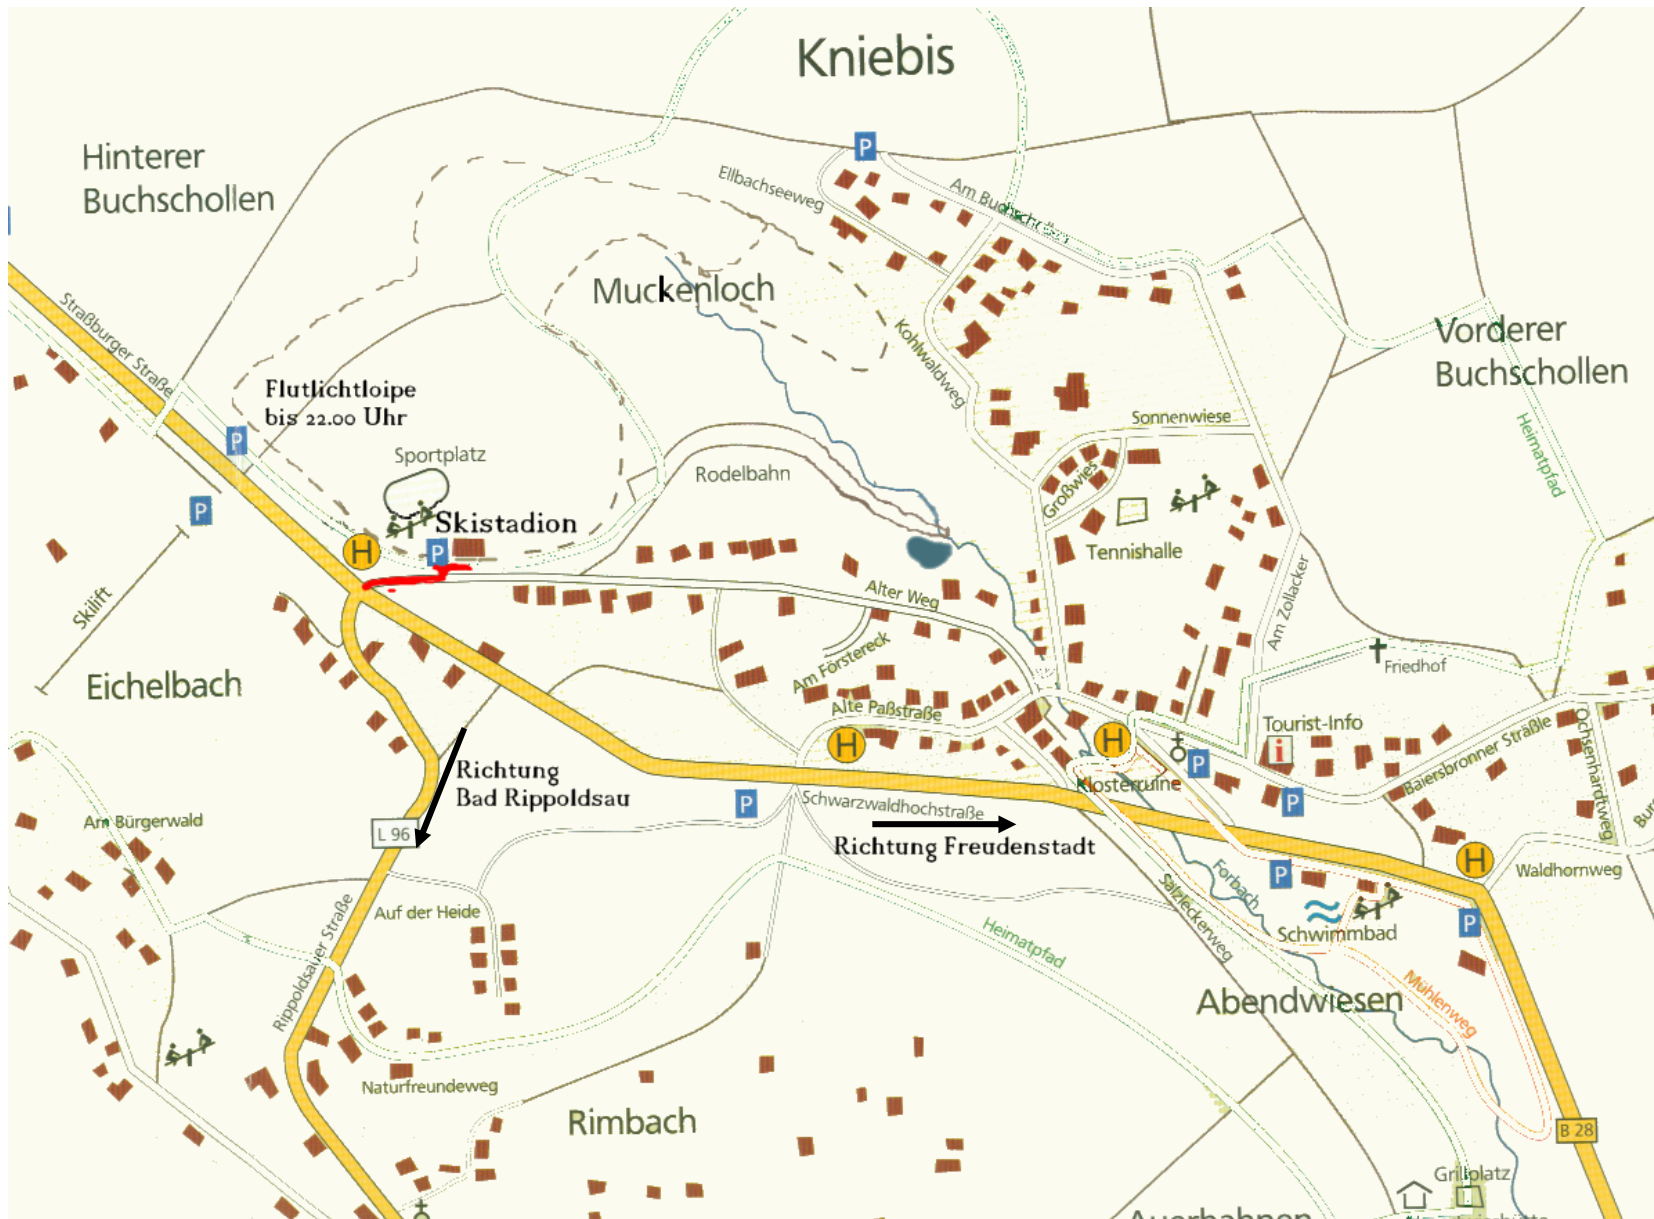 Kniebis
Hinterer
Buchschollen
P
Ellbachseeweg
Am Buchschollen
Muckenloch
Straßburger Straße
Vorderer
Buchschollen
Kohlwaldweg
Flutlichtloipe
bis 22.00 Uhr
Sonnenwiese
Heimatpfad
P
Sportplatz
Rodelbahn
Großwies
P
Skistadion
H
P
Tennishalle
Skilift
Alter Weg
Am Zollacker
Am Förstereck
Friedhof
Eichelbach
Alte Paßstraße
H
H
Tourist-Info
i
P
Baiersbronner Sträßle
Ochsenhardtweg
Richtung
Bad Rippoldsau
Klosterruine
P
Schwarzwaldhochstraße
P
Am Bürgerwald
L 96
Richtung Freudenstadt
H
Waldhornweg
P
Forbach
Salzleckerweg
Auf der Heide
Rippoldsauer Straße
Heimatpfad
Schwimmbad
P
Mühlenweg
Abendwiesen
Naturfreundeweg
Rimbach
B 28
Grillplatz